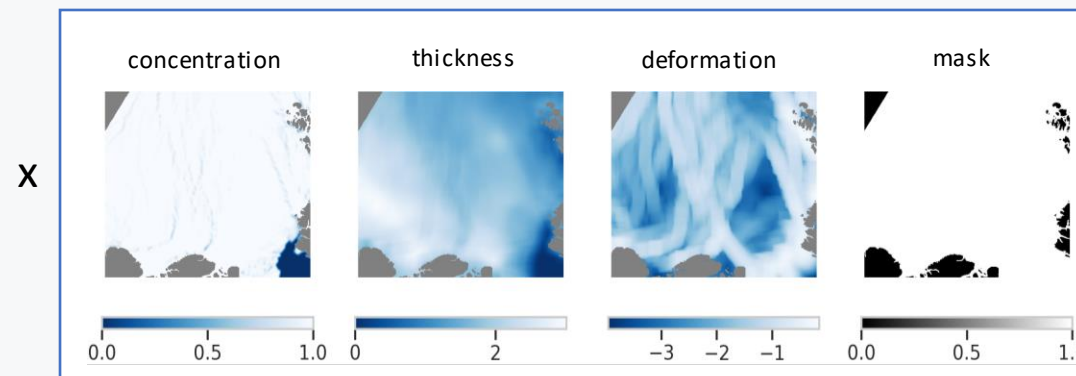 concentration thickness deformation mask
X
0.0 0.5 1.0 0 2 −3 −2 −1 0.0 0.5 1.